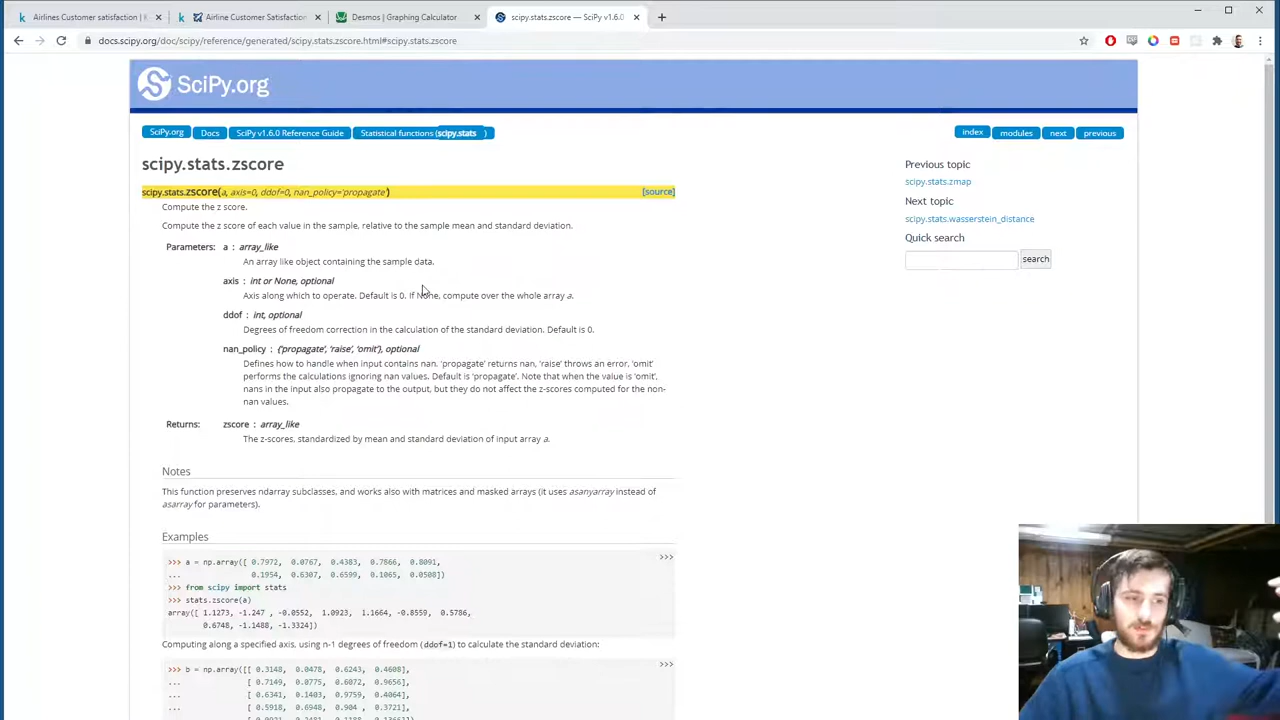 Airlines Customer satisfaction | K
Airline Customer Satisfaction
Desmos | Graphing Calculator
scipy.stats.zscore — SciPy v1.6.0
docs.scipy.org/doc/scipy/reference/generated/scipy.stats.zscore.html#scipy.stats.zscore
SciPy.org
SciPy.org Docs SciPy v1.6.0 Reference Guide Statistical functions (scipy.stats) index modules next previous
scipy.stats.zscore
scipy.stats.zscore(a, axis=0, ddof=0, nan_policy='propagate') [source]
Compute the z score.
Compute the z score of each value in the sample, relative to the sample mean and standard deviation.
Parameters: a : array_like
An array like object containing the sample data.
axis : int or None, optional
Axis along which to operate. Default is 0. If None, compute over the whole array a.
ddof : int, optional
Degrees of freedom correction in the calculation of the standard deviation. Default is 0.
nan_policy : {'propagate', 'raise', 'omit'}, optional
Defines how to handle when input contains nan. 'propagate' returns nan, 'raise' throws an error, 'omit'
performs the calculations ignoring nan values. Default is 'propagate'. Note that when the value is 'omit',
nans in the input also propagate to the output, but they do not affect the z-scores computed for the non-
nan values.
Returns: zscore : array_like
The z-scores, standardized by mean and standard deviation of input array a.
Notes
This function preserves ndarray subclasses, and works also with matrices and masked arrays (it uses asanyarray instead of
asarray for parameters).
Examples
>>> a = np.array([ 0.7972, 0.0767, 0.4383, 0.7866, 0.8091, >>>
... 0.1954, 0.6307, 0.6599, 0.1065, 0.0508])
>>> from scipy import stats
>>> stats.zscore(a)
array([ 1.1273, -1.247 , -0.0552, 1.0923, 1.1664, -0.8559, 0.5786,
0.6748, -1.1488, -1.3324])
Computing along a specified axis, using n-1 degrees of freedom (ddof=1) to calculate the standard deviation:
>>> b = np.array([[ 0.3148, 0.0478, 0.6243, 0.4608], >>>
... [ 0.7149, 0.0775, 0.6072, 0.9656],
... [ 0.6341, 0.1403, 0.9759, 0.4064],
... [ 0.5918, 0.6948, 0.904 , 0.3721],
Previous topic
scipy.stats.zmap
Next topic
scipy.stats.wasserstein_distance
Quick search
search